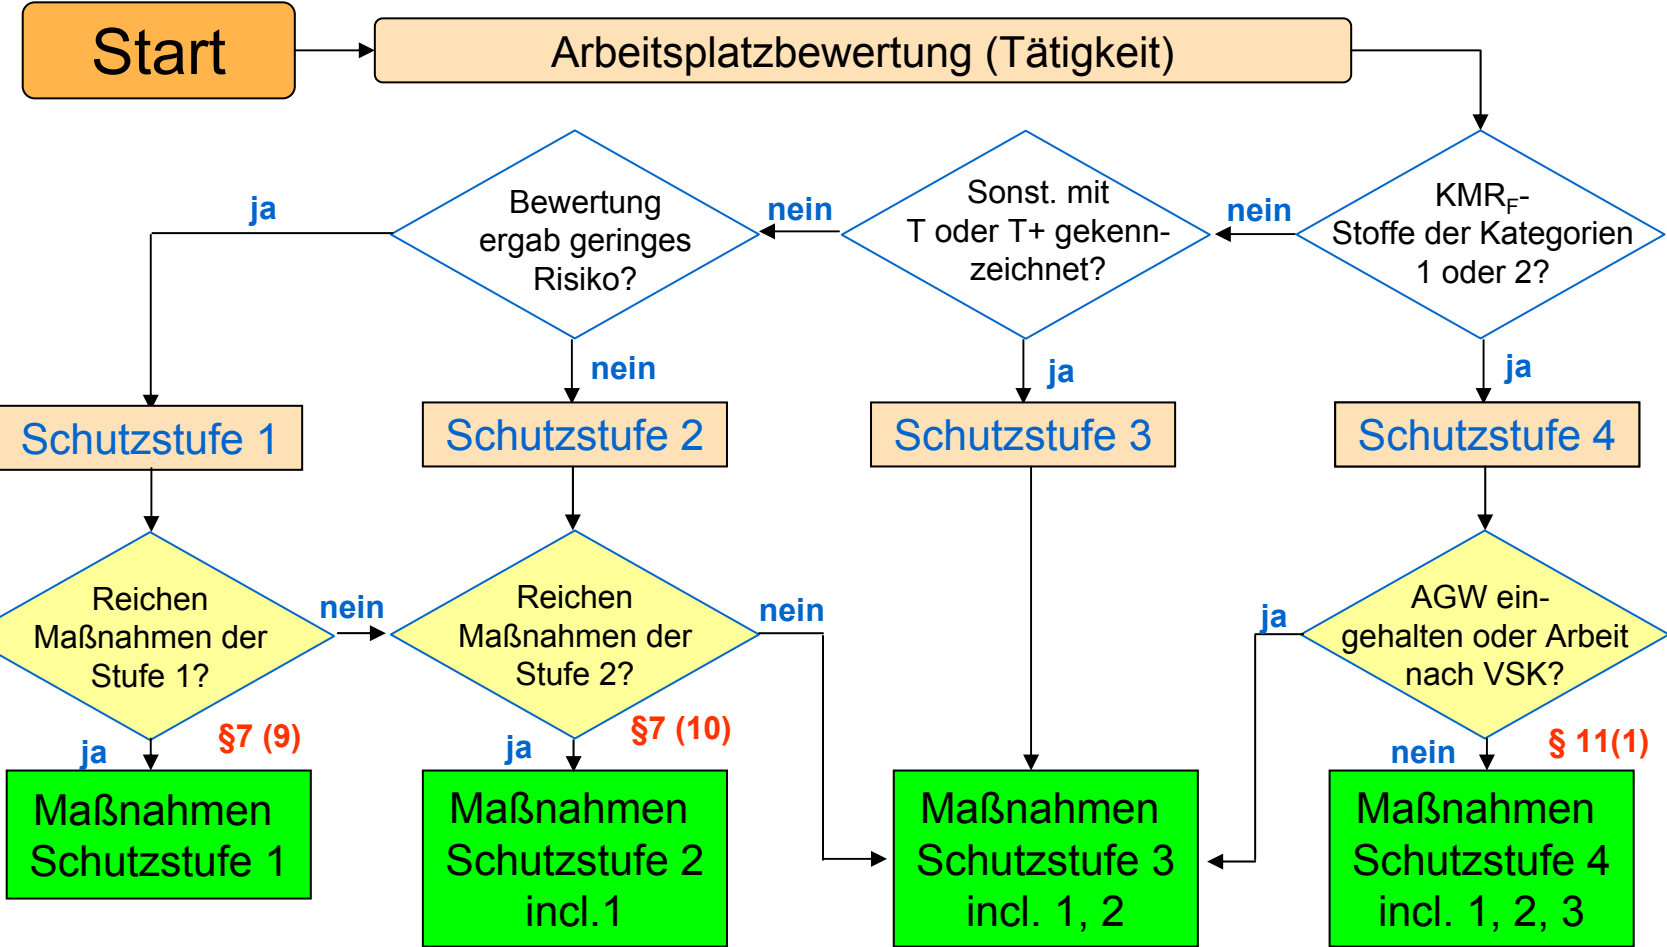 Start
Arbeitsplatzbewertung (Tätigkeit)
Bewertung
ergab geringes
Risiko?
Sonst. mit
T oder T+ gekenn-
zeichnet?
KMRF-
Stoffe der Kategorien
1 oder 2?
ja
nein
nein
nein
ja
ja
Schutzstufe 1
Schutzstufe 2
Schutzstufe 3
Schutzstufe 4
Reichen
Maßnahmen der
Stufe 1?
nein
Reichen
Maßnahmen der
Stufe 2?
nein
ja
AGW ein-
gehalten oder Arbeit
nach VSK?
ja
§7 (9)
ja
§7 (10)
nein
§ 11(1)
Maßnahmen
Schutzstufe 1
Maßnahmen
Schutzstufe 2
incl.1
Maßnahmen
Schutzstufe 3
incl. 1, 2
Maßnahmen
Schutzstufe 4
incl. 1, 2, 3